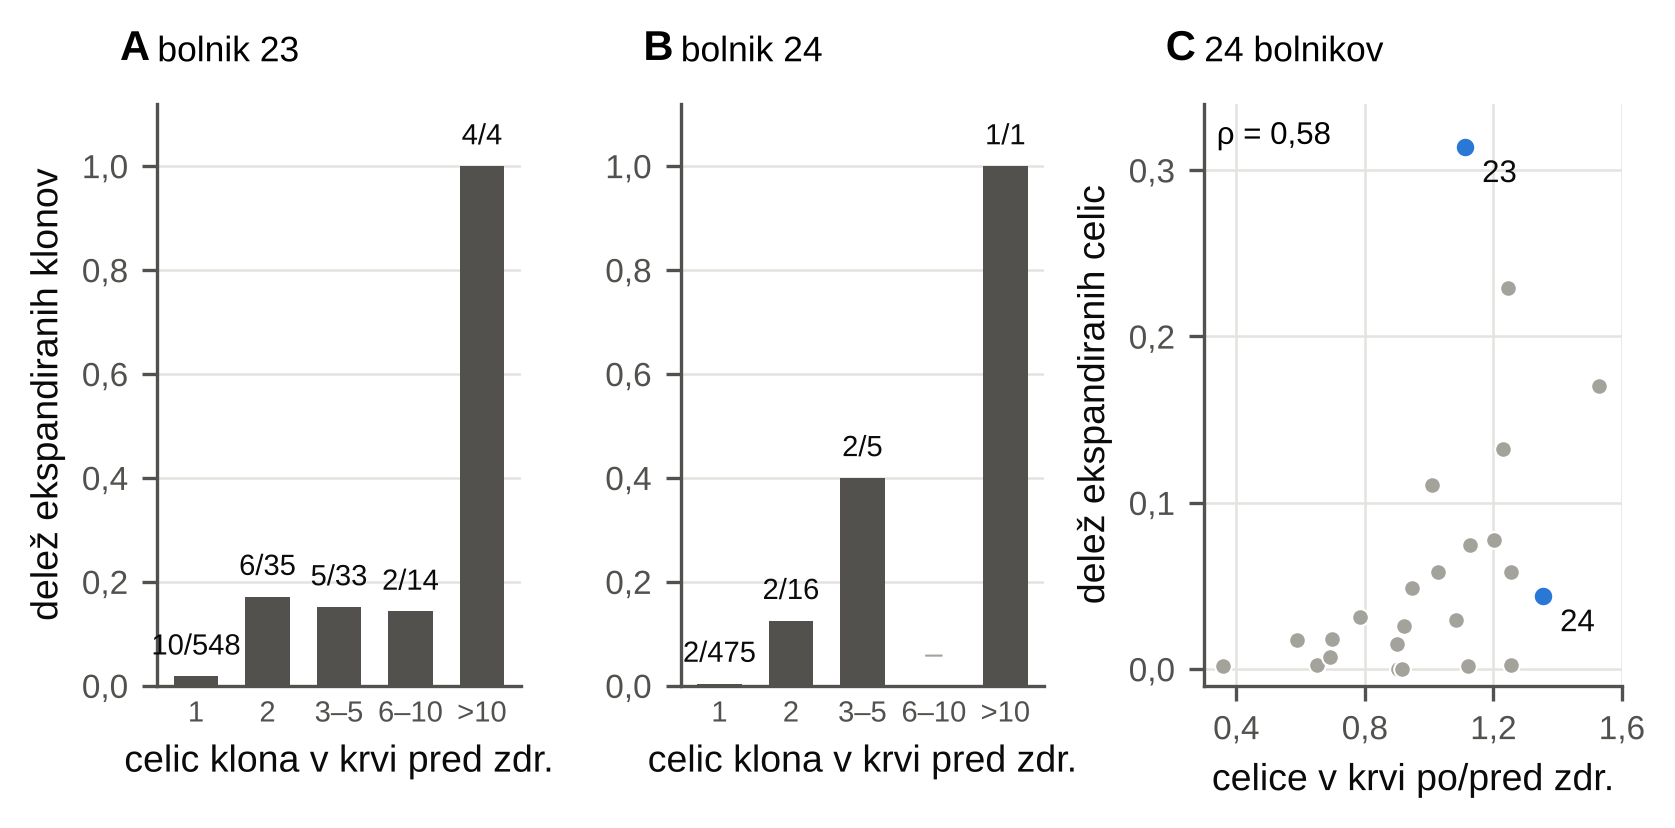 A bolnik 23
delež ekspandiranih klonov
1,0
0,8
0,6
0,4
0,2
0,0
10/548
6/35
5/33
2/14
4/4
1 2 3–5 6–10 >10
celic klona v krvi pred zdr.
B bolnik 24
1,0
0,8
0,6
0,4
0,2
0,0
2/475
2/16
2/5
–
1/1
1 2 3–5 6–10 >10
celic klona v krvi pred zdr.
C 24 bolnikov
delež ekspandiranih celic
ρ = 0,58
0,3
0,2
0,1
0,0
23
24
0,4 0,8 1,2 1,6
celice v krvi po/pred zdr.